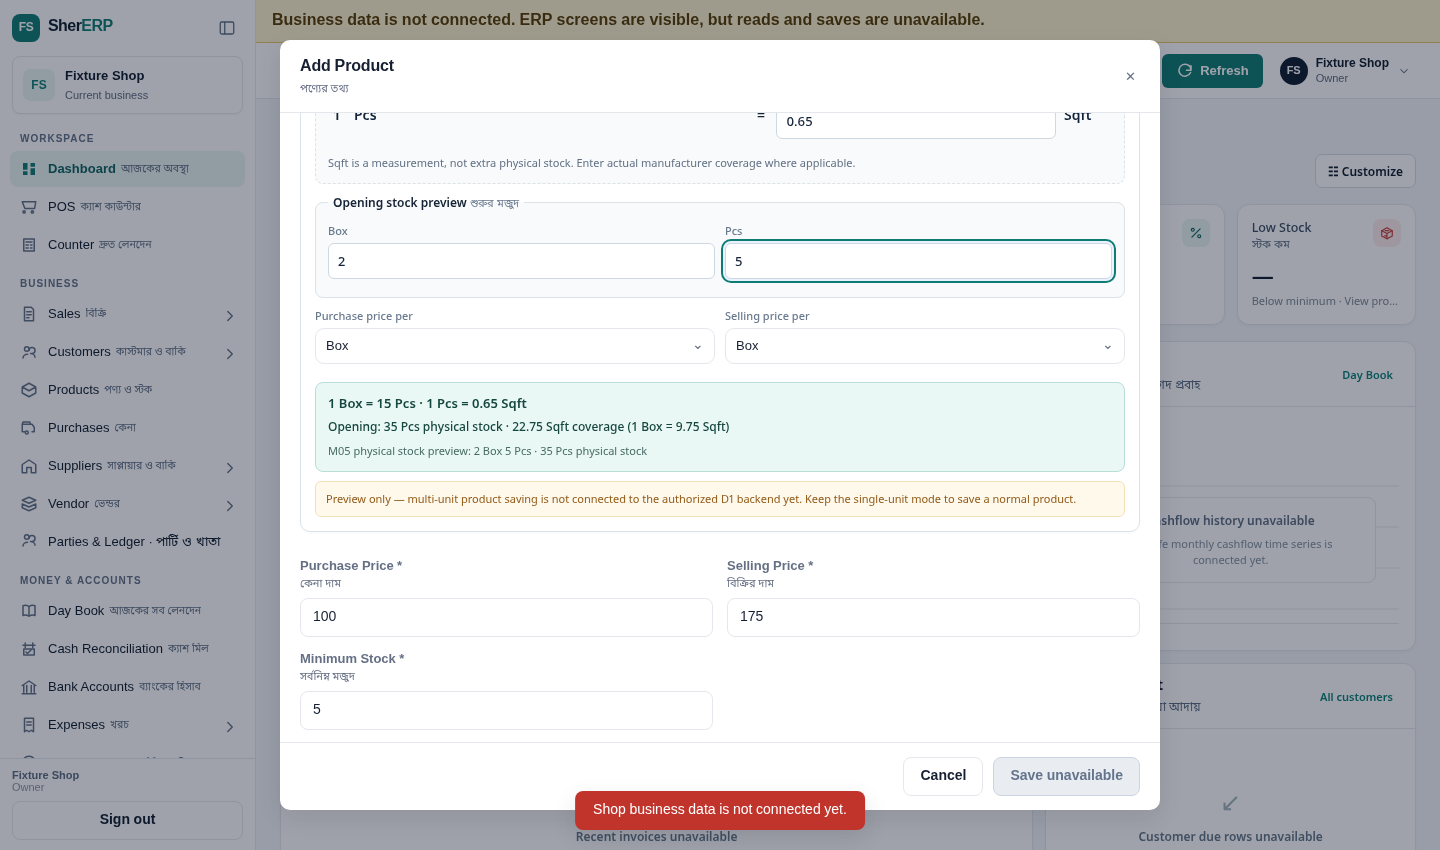 Business data is not connected. ERP screens are visible, but reads and saves are unavailable.
FS SherERP
FS
Fixture Shop
Current business
WORKSPACE
Dashboard আজকের অবস্থা
POS ক্যাশ কাউন্টার
Counter দ্রুত লেনদেন
BUSINESS
Sales বিক্রি
Customers কাস্টমার ও বাকি
Products পণ্য ও স্টক
Purchases কেনা
Suppliers সাপ্লায়ার ও বাকি
Vendor ভেন্ডর
Parties & Ledger · পার্টি ও খাতা
MONEY & ACCOUNTS
Day Book আজকের সব লেনদেন
Cash Reconciliation ক্যাশ মিল
Bank Accounts ব্যাংকের হিসাব
Expenses খরচ
Fixture Shop
Owner
Sign out
Add Product
পণ্যের তথ্য
×
1 Pcs = 0.65 Sqft
Sqft is a measurement, not extra physical stock. Enter actual manufacturer coverage where applicable.
Opening stock preview শুরুর মজুদ
Box Pcs
2 5
Purchase price per Selling price per
Box Box
1 Box = 15 Pcs · 1 Pcs = 0.65 Sqft
Opening: 35 Pcs physical stock · 22.75 Sqft coverage (1 Box = 9.75 Sqft)
M05 physical stock preview: 2 Box 5 Pcs · 35 Pcs physical stock
Preview only — multi-unit product saving is not connected to the authorized D1 backend yet. Keep the single-unit mode to save a normal product.
Purchase Price * Selling Price *
কেনা দাম বিক্রির দাম
100 175
Minimum Stock *
সর্বনিম্ন মজুদ
5
Cancel Save unavailable
Shop business data is not connected yet.
Refresh
FS
Fixture Shop
Owner
Customize
Low Stock
স্টক কম
—
Below minimum · View pro...
Day Book
প্রবাহ
history unavailable
monthly cashflow time series is
connected yet.
All customers
আদায়
Recent invoices unavailable
Customer due rows unavailable